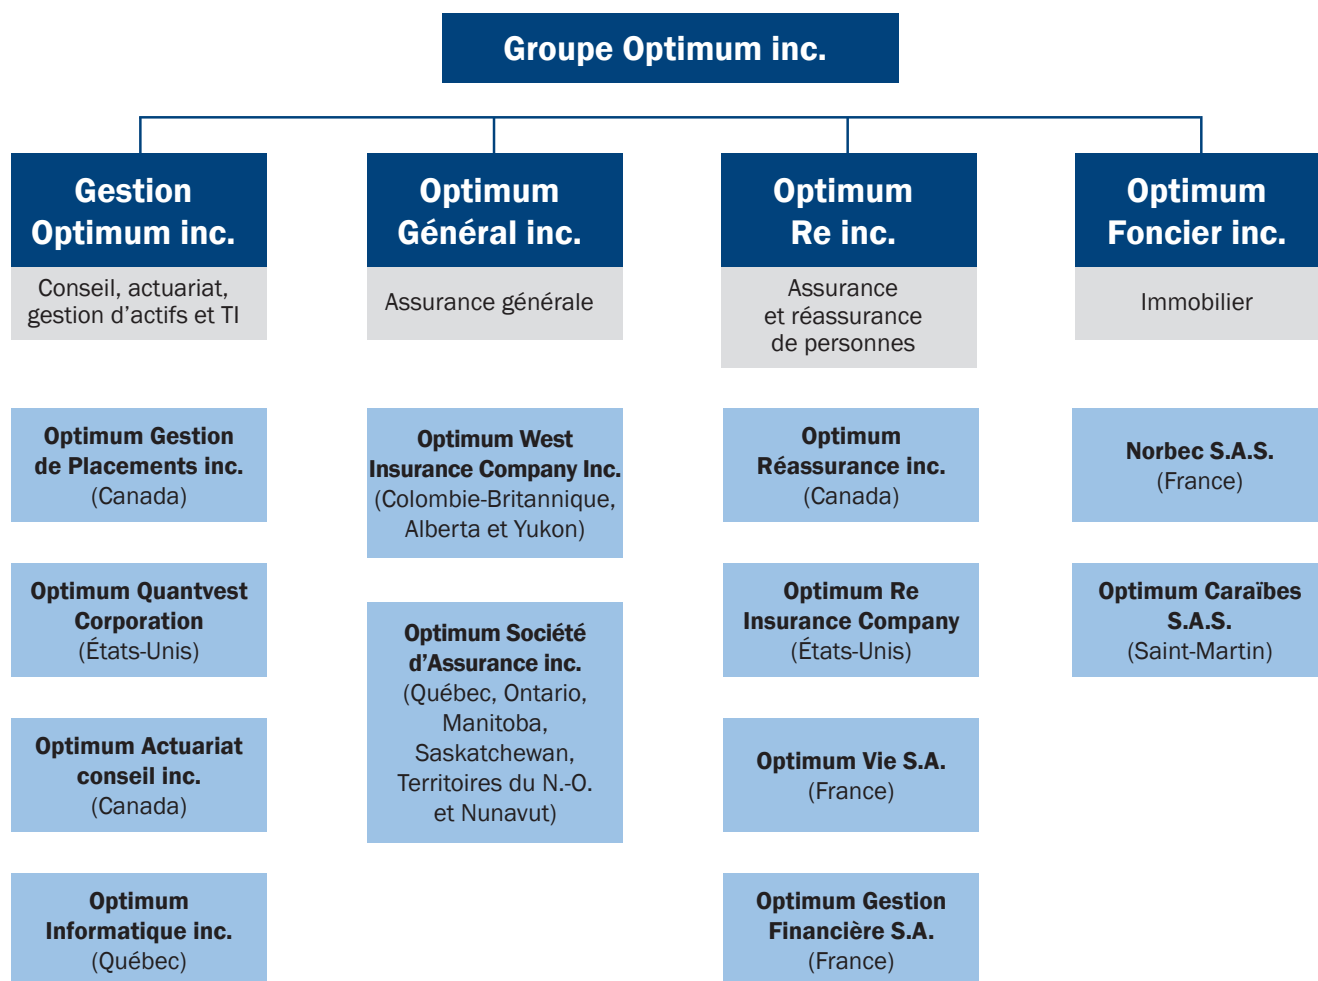 Groupe Optimum inc.
Gestion
Optimum inc.
Conseil, actuariat,
gestion d'actifs et TI
Optimum Gestion
de Placements inc.
(Canada)
Optimum Quantvest
Corporation
(États-Unis)
Optimum Actuariat
conseil inc.
(Canada)
Optimum
Informatique inc.
(Québec)
Optimum
Général inc.
Assurance générale
Optimum West
Insurance Company Inc.
(Colombie-Britannique,
Alberta et Yukon)
Optimum Société
d'Assurance inc.
(Québec, Ontario,
Manitoba,
Saskatchewan,
Territoires du N.-O.
et Nunavut)
Optimum
Re inc.
Assurance
et réassurance
de personnes
Optimum
Réassurance inc.
(Canada)
Optimum Re
Insurance Company
(États-Unis)
Optimum Vie S.A.
(France)
Optimum Gestion
Financière S.A.
(France)
Optimum
Foncier inc.
Immobilier
Norbec S.A.S.
(France)
Optimum Caraïbes
S.A.S.
(Saint-Martin)